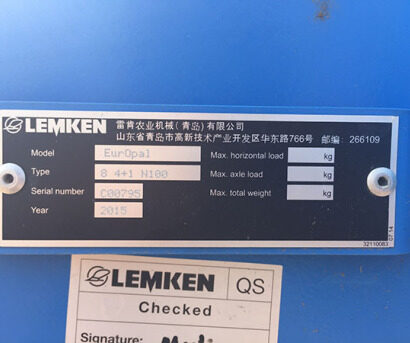 LEMKEN 雷肯农业机械(青岛)有限公司
山东省青岛市高新技术产业开发区华东路766号 邮编: 266109
Model EurOpal Max. horizontal load kg
Type 8 4+1 N100 Max. axle load kg
Serial number C00795 Max. total weight kg
Year 2015
32110083
LEMKEN QS
Checked
Signature: